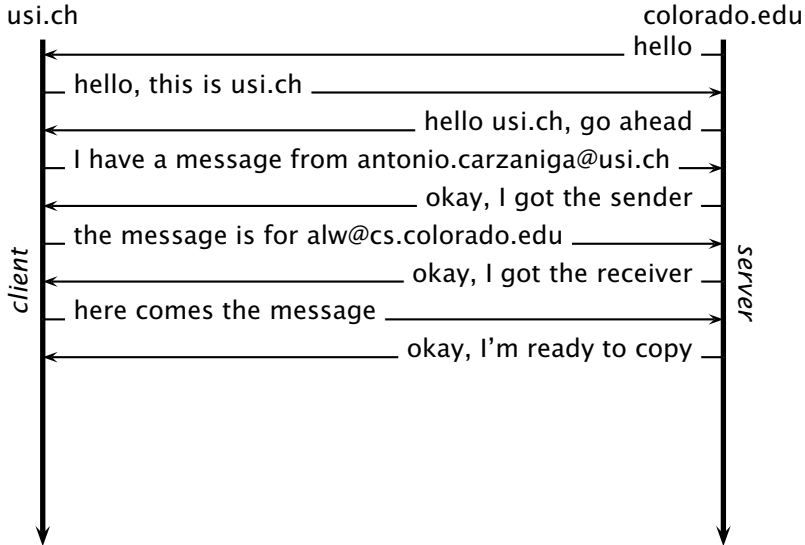 usi.ch
colorado.edu
hello
hello, this is usi.ch
hello usi.ch, go ahead
I have a message from antonio.carzaniga@usi.ch
okay, I got the sender
the message is for alw@cs.colorado.edu
client
server
okay, I got the receiver
here comes the message
okay, I’m ready to copy